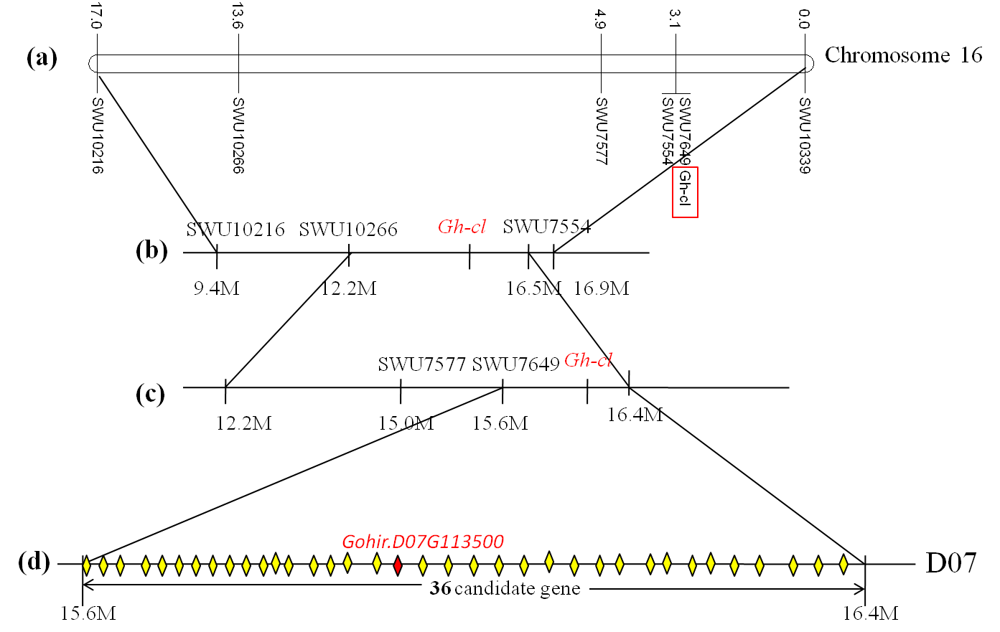 17.0
13.6
4.9
3.1
0.0
(a)
Chromosome 16
SWU10216
SWU10266
SWU7577
SWU7554
SWU7649
Gh-cl
SWU10339
SWU10216
SWU10266
Gh-cl
SWU7554
(b)
9.4M
12.2M
16.5M
16.9M
SWU7577
SWU7649
Gh-cl
(c)
12.2M
15.0M
15.6M
16.4M
Gohir.D07G113500
(d)
D07
36 candidate gene
15.6M
16.4M